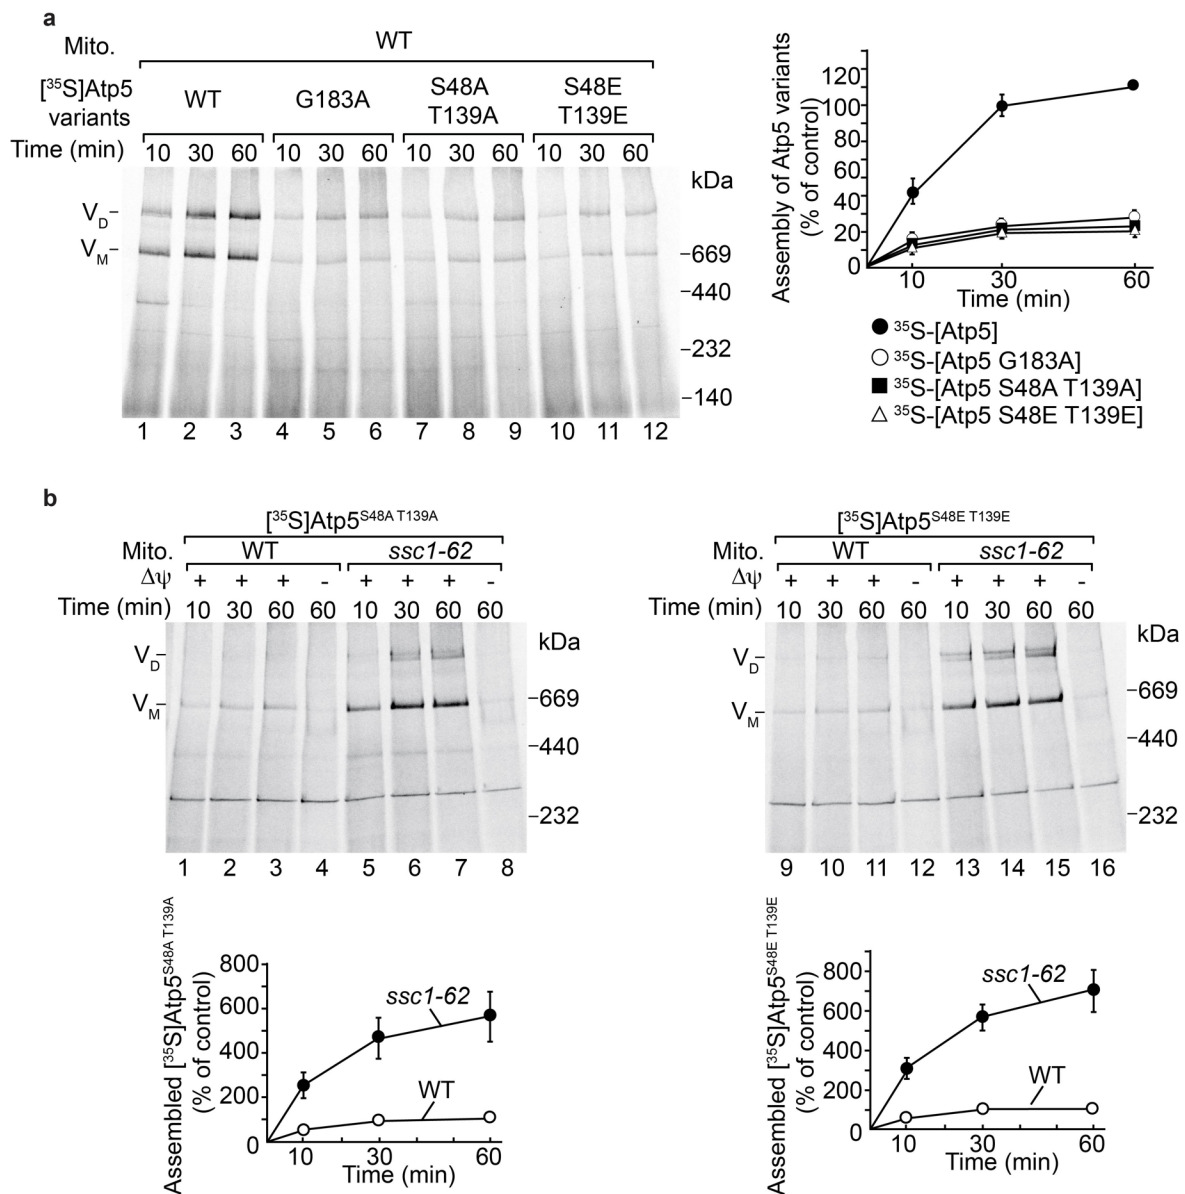 a
Mito.
WT
[35S]Atp5 variants
WT G183A S48A T139A S48E T139E
Time (min) 10 30 60 10 30 60 10 30 60 10 30 60
kDa
VD–
VM–
–669
–440
–232
–140
1 2 3 4 5 6 7 8 9 10 11 12
Assembly of Atp5 variants
(% of control)
120
100
80
60
40
20
0
10 30 60
Time (min)
35S-[Atp5]
35S-[Atp5 G183A]
35S-[Atp5 S48A T139A]
35S-[Atp5 S48E T139E]
b
[35S]Atp5S48A T139A
Mito. WT ssc1-62
Δψ + + + - + + + -
Time (min) 10 30 60 60 10 30 60 60
kDa
VD–
VM–
–669
–440
–232
1 2 3 4 5 6 7 8
[35S]Atp5S48E T139E
Mito. WT ssc1-62
Δψ + + + - + + + -
Time (min) 10 30 60 60 10 30 60 60
kDa
VD–
VM–
–669
–440
–232
9 10 11 12 13 14 15 16
Assembled [35S]Atp5S48A T139A
(% of control)
800
600
400
200
0
ssc1-62
WT
10 30 60
Time (min)
Assembled [35S]Atp5S48E T139E
(% of control)
800
600
400
200
0
ssc1-62
WT
10 30 60
Time (min)